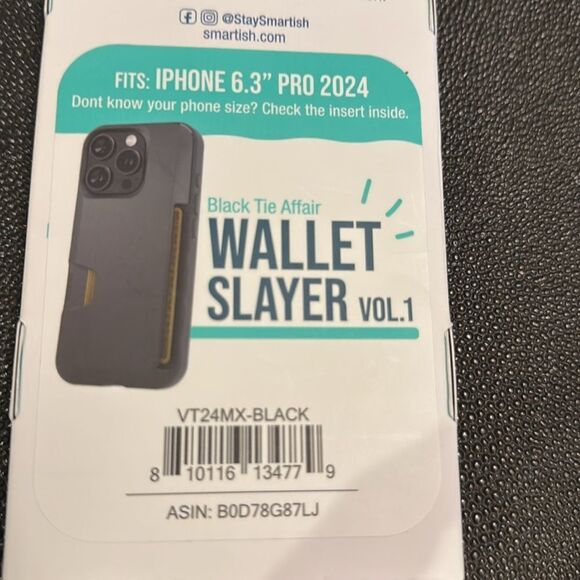 @StaySmartish
smartish.com
FITS: IPHONE 6.3” PRO 2024
Dont know your phone size? Check the insert inside.
Black Tie Affair
WALLET
SLAYER VOL.1
VT24MX-BLACK
8 10116 13477 9
ASIN: B0D78G87LJ